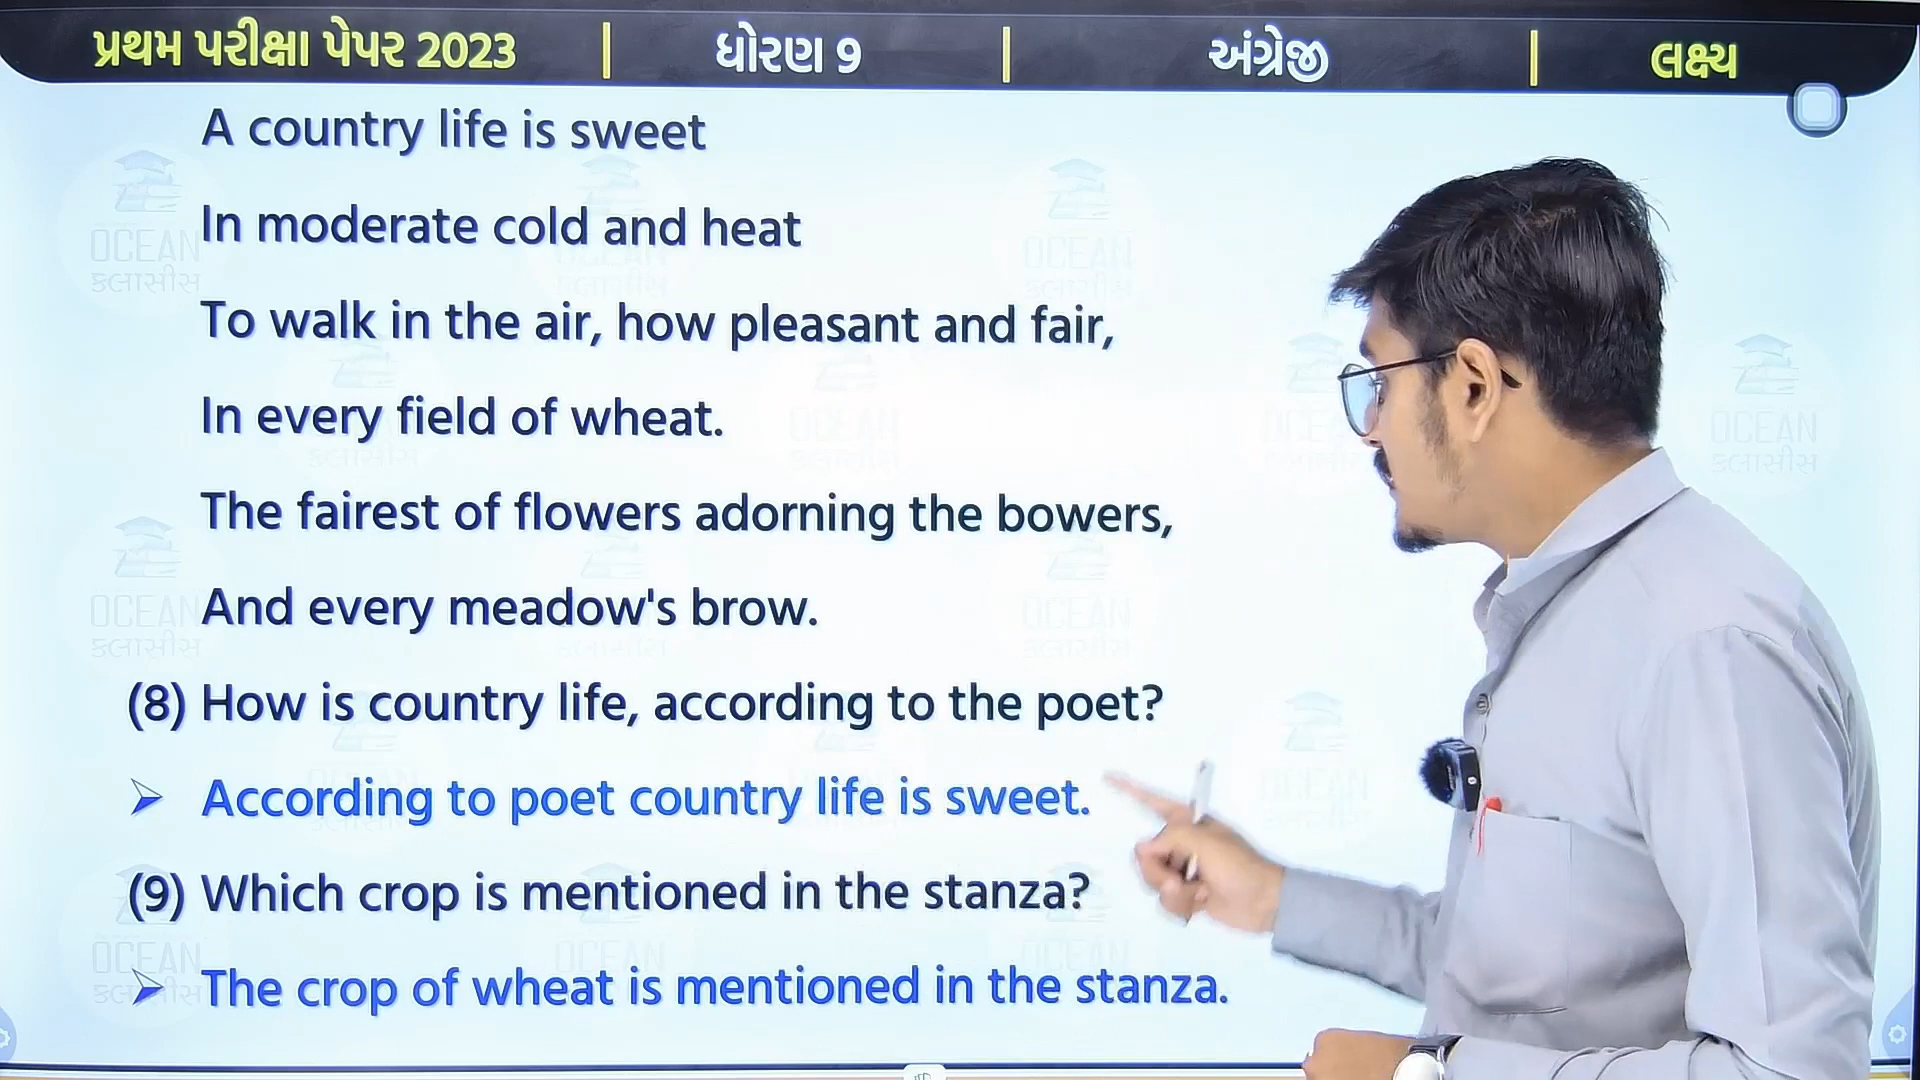 પ્રથમ પરીક્ષા પેપર 2023 | ધોરણ 9 | અંગ્રેજી | લક્ષ્ય
A country life is sweet
In moderate cold and heat
To walk in the air, how pleasant and fair,
In every field of wheat.
The fairest of flowers adorning the bowers,
And every meadow's brow.
(8) How is country life, according to the poet?
➢ According to poet country life is sweet.
(9) Which crop is mentioned in the stanza?
➢ The crop of wheat is mentioned in the stanza.
OCEAN
કલાસીસ